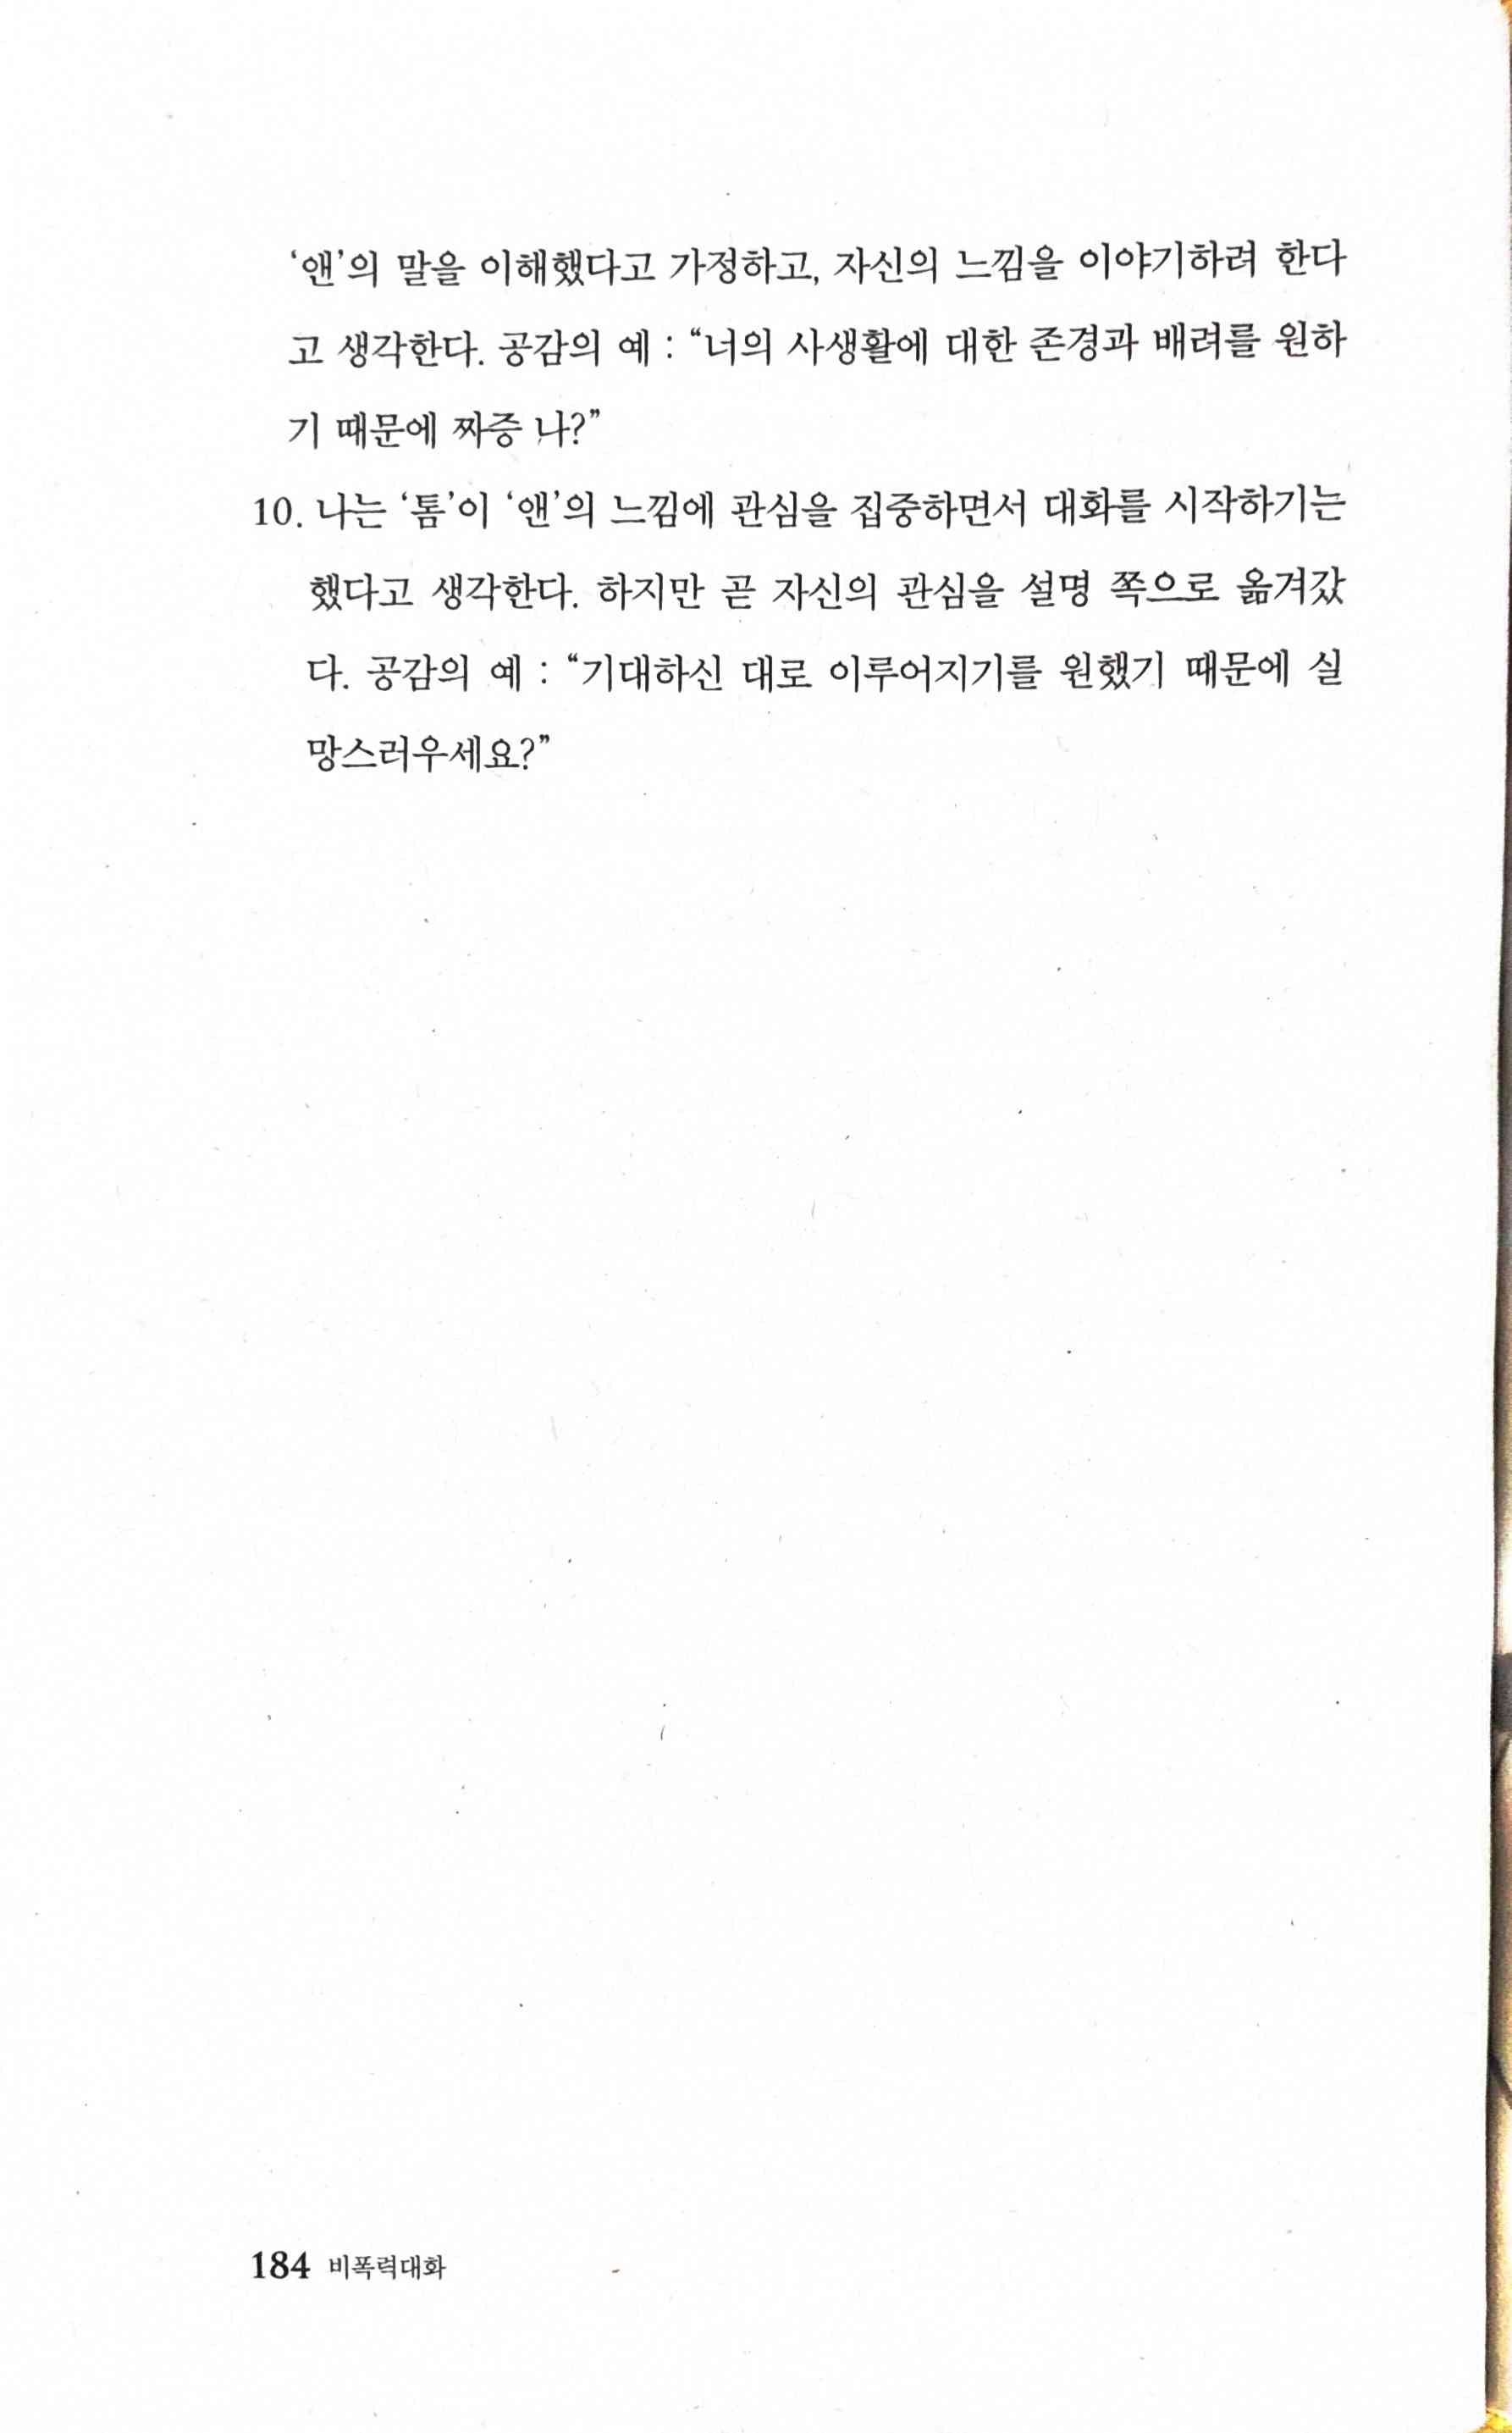 ‘앤’의 말을 이해했다고 가정하고, 자신의 느낌을 이야기하려 한다
고 생각한다. 공감의 예 : “너의 사생활에 대한 존경과 배려를 원하
기 때문에 짜증 나?”
10. 나는 ‘톰’이 ‘앤’의 느낌에 관심을 집중하면서 대화를 시작하기는
했다고 생각한다. 하지만 곧 자신의 관심을 설명 쪽으로 옮겨갔
다. 공감의 예 : “기대하신 대로 이루어지기를 원했기 때문에 실
망스러우세요?”
184 비폭력대화